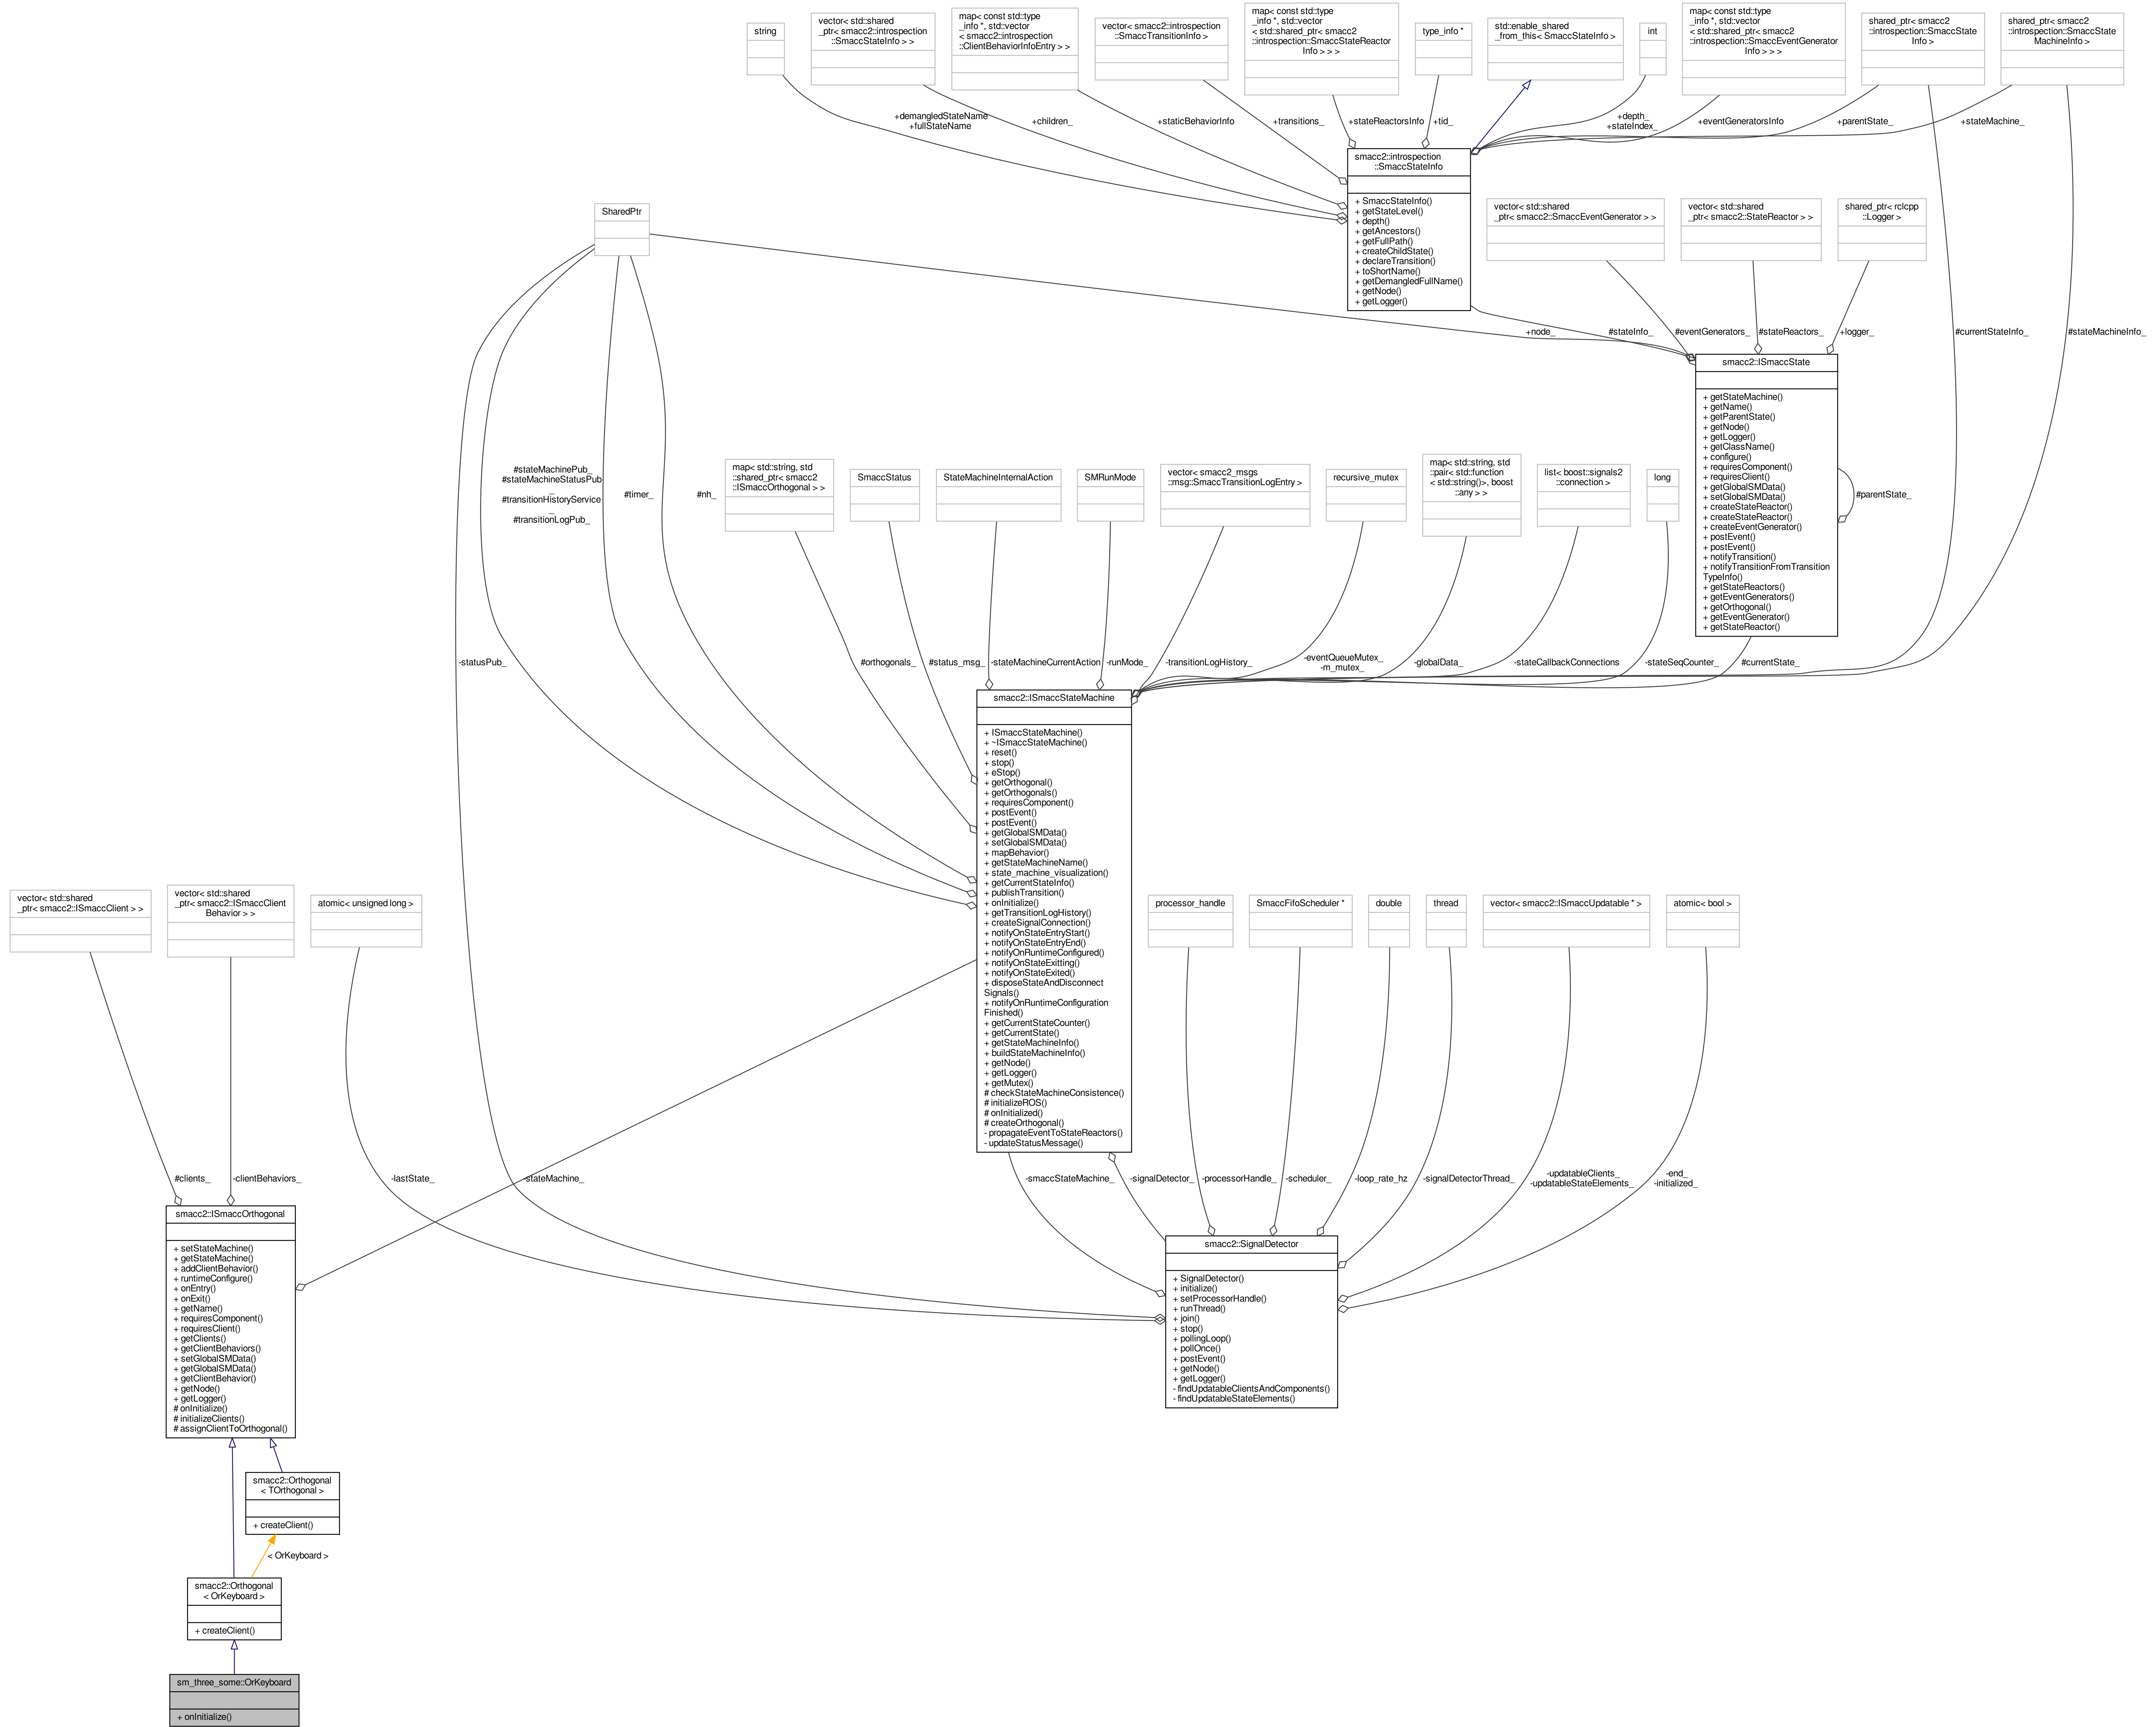 string
vector< std::shared
_ptr< smacc2::introspection
::SmaccStateInfo > >
map< const std::type
_info *, std::vector
< smacc2::introspection
::ClientBehaviorInfoEntry > >
vector< smacc2::introspection
::SmaccTransitionInfo >
map< const std::type
_info *, std::vector
< std::shared_ptr< smacc2
::introspection::SmaccStateReactor
Info > > >
type_info *
std::enable_shared
_from_this< SmaccStateInfo >
int
map< const std::type
_info *, std::vector
< std::shared_ptr< smacc2
::introspection::SmaccEventGenerator
Info > > >
shared_ptr< smacc2
::introspection::SmaccState
Info >
shared_ptr< smacc2
::introspection::SmaccState
MachineInfo >
+demangledStateName
+fullStateName
+children_
+staticBehaviorInfo
+transitions_
+stateReactorsInfo
+tid_
+depth_
+stateIndex_
+eventGeneratorsInfo
+parentState_
+stateMachine_
smacc2::introspection
::SmaccStateInfo
+ SmaccStateInfo()
+ getStateLevel()
+ depth()
+ getAncestors()
+ getFullPath()
+ createChildState()
+ declareTransition()
+ toShortName()
+ getDemangledFullName()
+ getNode()
+ getLogger()
SharedPtr
vector< std::shared
_ptr< smacc2::SmaccEventGenerator > >
vector< std::shared
_ptr< smacc2::StateReactor > >
shared_ptr< rclcpp
::Logger >
+node_
#stateInfo_
#eventGenerators_
#stateReactors_
+logger_
#currentStateInfo_
#stateMachineInfo_
smacc2::ISmaccState
+ getStateMachine()
+ getName()
+ getParentState()
+ getNode()
+ getLogger()
+ getClassName()
+ configure()
+ requiresComponent()
+ requiresClient()
+ getGlobalSMData()
+ setGlobalSMData()
+ createStateReactor()
+ createStateReactor()
+ createEventGenerator()
+ postEvent()
+ postEvent()
+ notifyTransition()
+ notifyTransitionFromTransition
TypeInfo()
+ getStateReactors()
+ getEventGenerators()
+ getOrthogonal()
+ getEventGenerator()
+ getStateReactor()
#parentState_
#stateMachinePub_
#stateMachineStatusPub
_
#transitionHistoryService
_
#transitionLogPub_
#timer_
#nh_
map< std::string, std
::shared_ptr< smacc2
::ISmaccOrthogonal > >
SmaccStatus
StateMachineInternalAction
SMRunMode
vector< smacc2_msgs
::msg::SmaccTransitionLogEntry >
recursive_mutex
map< std::string, std
::pair< std::function
< std::string()>, boost
::any > >
list< boost::signals2
::connection >
long
-statusPub_
#orthogonals_
#status_msg_
-stateMachineCurrentAction
-runMode_
-transitionLogHistory_
-eventQueueMutex_
-m_mutex_
-globalData_
-stateCallbackConnections
-stateSeqCounter_
#currentState_
smacc2::ISmaccStateMachine
+ ISmaccStateMachine()
+ ~ISmaccStateMachine()
+ reset()
+ stop()
+ eStop()
+ getOrthogonal()
+ getOrthogonals()
+ requiresComponent()
+ postEvent()
+ postEvent()
+ getGlobalSMData()
+ setGlobalSMData()
+ mapBehavior()
+ getStateMachineName()
+ state_machine_visualization()
+ getCurrentStateInfo()
+ publishTransition()
+ onInitialize()
+ getTransitionLogHistory()
+ createSignalConnection()
+ notifyOnStateEntryStart()
+ notifyOnStateEntryEnd()
+ notifyOnRuntimeConfigured()
+ notifyOnStateExitting()
+ notifyOnStateExited()
+ disposeStateAndDisconnect
Signals()
+ notifyOnRuntimeConfiguration
Finished()
+ getCurrentStateCounter()
+ getCurrentState()
+ getStateMachineInfo()
+ buildStateMachineInfo()
+ getNode()
+ getLogger()
+ getMutex()
# checkStateMachineConsistence()
# initializeROS()
# onInitialized()
# createOrthogonal()
- propagateEventToStateReactors()
- updateStatusMessage()
vector< std::shared
_ptr< smacc2::ISmaccClient > >
vector< std::shared
_ptr< smacc2::ISmaccClient
Behavior > >
atomic< unsigned long >
processor_handle
SmaccFifoScheduler *
double
thread
vector< smacc2::ISmaccUpdatable * >
atomic< bool >
#clients_
-clientBehaviors_
-lastState_
-stateMachine_
-smaccStateMachine_
-signalDetector_
-processorHandle_
-scheduler_
-loop_rate_hz
-signalDetectorThread_
-updatableClients_
-updatableStateElements_
-end_
-initialized_
smacc2::ISmaccOrthogonal
+ setStateMachine()
+ getStateMachine()
+ addClientBehavior()
+ runtimeConfigure()
+ onEntry()
+ onExit()
+ getName()
+ requiresComponent()
+ requiresClient()
+ getClients()
+ getClientBehaviors()
+ setGlobalSMData()
+ getGlobalSMData()
+ getClientBehavior()
+ getNode()
+ getLogger()
# onInitialize()
# initializeClients()
# assignClientToOrthogonal()
smacc2::SignalDetector
+ SignalDetector()
+ initialize()
+ setProcessorHandle()
+ runThread()
+ join()
+ stop()
+ pollingLoop()
+ pollOnce()
+ postEvent()
+ getNode()
+ getLogger()
- findUpdatableClientsAndComponents()
- findUpdatableStateElements()
smacc2::Orthogonal
< TOrthogonal >
+ createClient()
< OrKeyboard >
smacc2::Orthogonal
< OrKeyboard >
+ createClient()
sm_three_some::OrKeyboard
+ onInitialize()